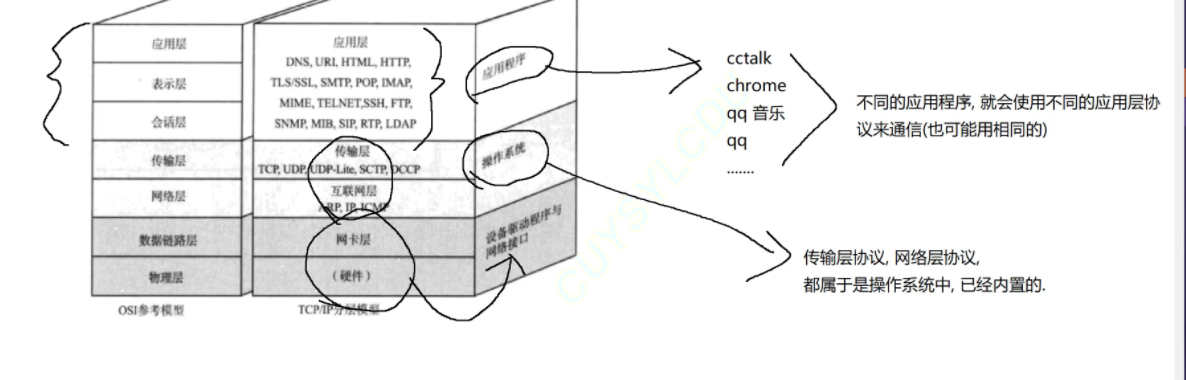 应用层
表示层
会话层
传输层
网络层
数据链路层
物理层
OSI参考模型
应用层
DNS, URI, HTML, HTTP,
TLS/SSL, SMTP, POP, IMAP,
MIME, TELNET,SSH, FTP,
SNMP, MIB, SIP, RTP, LDAP
传输层
TCP, UDP, UDP-Lite, SCTP, DCCP
互联网层
ARP, IP, ICMP
网卡层
(硬件)
TCP/IP分层模型
应用程序
操作系统
设备驱动程序与
网络接口
cctalk
chrome
qq 音乐
qq
.......
不同的应用程序, 就会使用不同的应用层协
议来通信(也可能用相同的)
传输层协议, 网络层协议,
都属于是操作系统中, 已经内置的.